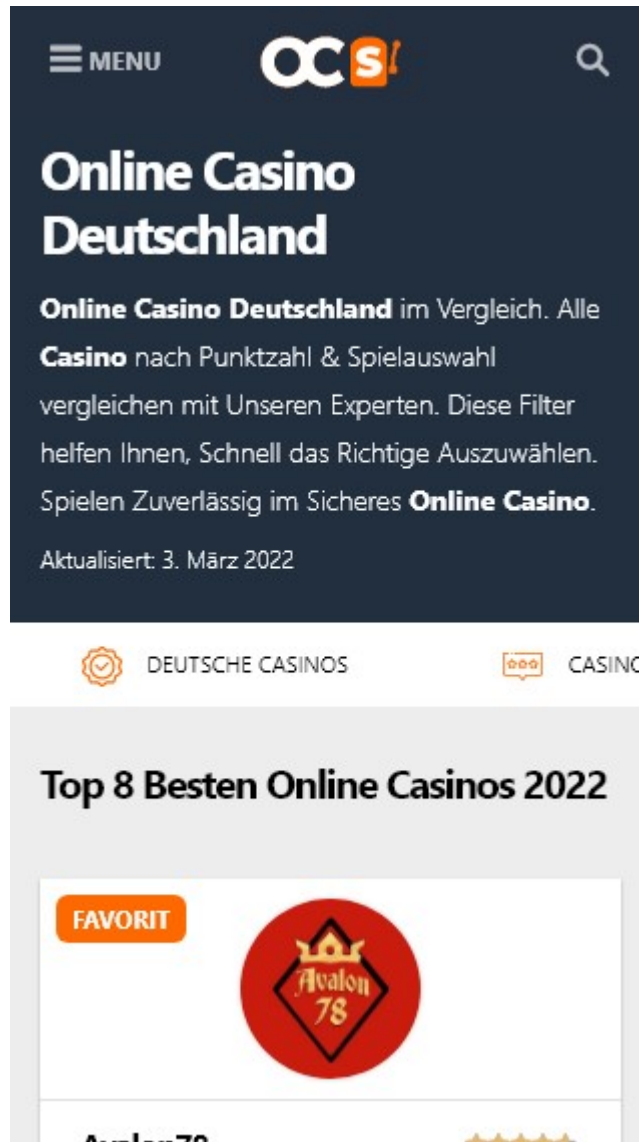 MENU
OCS
Online Casino
Deutschland
Online Casino Deutschland im Vergleich. Alle
Casino nach Punktzahl & Spielauswahl
vergleichen mit Unseren Experten. Diese Filter
helfen Ihnen, Schnell das Richtige Auszuwählen.
Spielen Zuverlässig im Sicheres Online Casino.
Aktualisiert: 3. März 2022
DEUTSCHE CASINOS CASINO
Top 8 Besten Online Casinos 2022
FAVORIT
Avalon
78
Avalon78